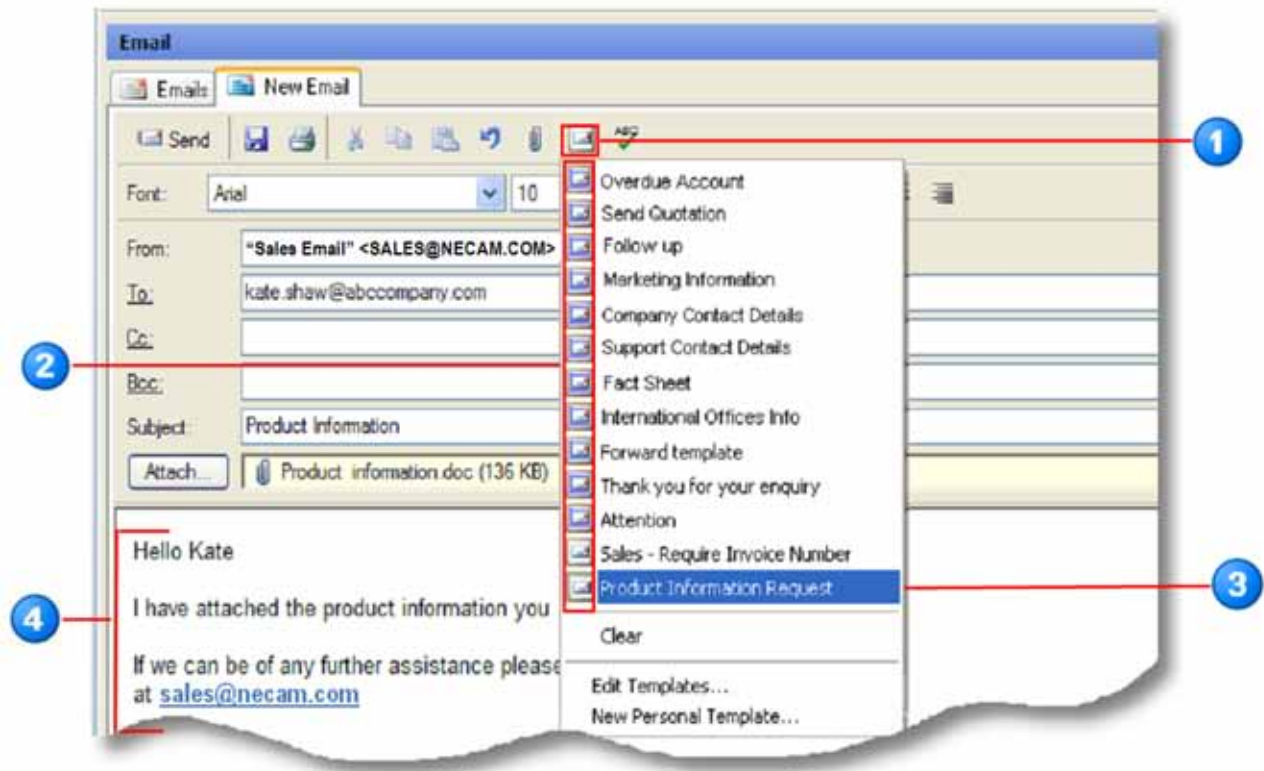 Email
Emails
New Email
Send
ABC
Font: Arial 10
From: "Sales Email" <SALES@NECAM.COM>
To: kate.shaw@abccompany.com
Cc:
Bcc:
Subject: Product Information
Attach... Product information.doc (136 KB)
Hello Kate
I have attached the product information you
If we can be of any further assistance please
at sales@necam.com
Overdue Account
Send Quotation
Follow up
Marketing Information
Company Contact Details
Support Contact Details
Fact Sheet
International Offices Info
Forward template
Thank you for your enquiry
Attention
Sales - Require Invoice Number
Product Information Request
Clear
Edit Templates...
New Personal Template...
1
2
3
4